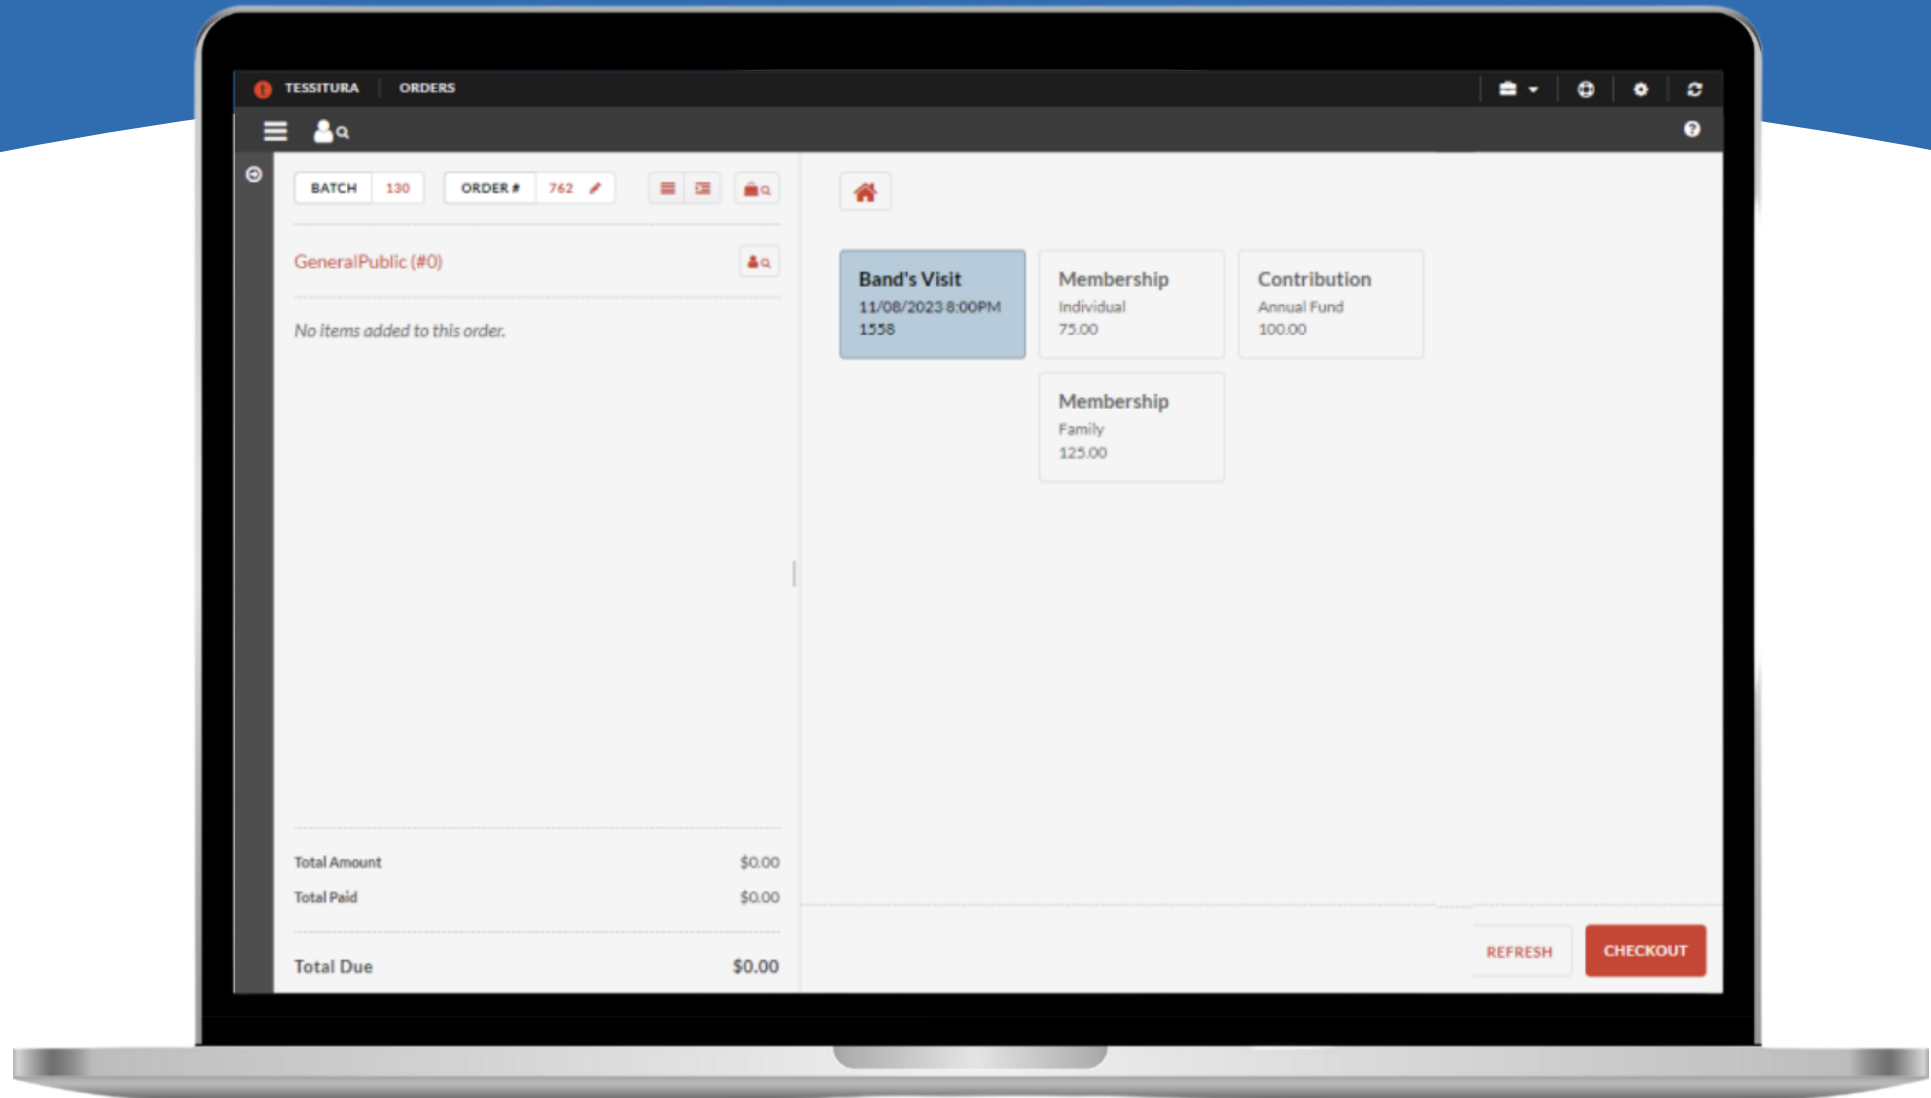 TESSITURA ORDERS
BATCH 130 ORDER # 762
GeneralPublic (#0)
No items added to this order.
Band's Visit
11/08/2023 8:00PM
1558
Membership
Individual
75.00
Contribution
Annual Fund
100.00
Membership
Family
125.00
Total Amount $0.00
Total Paid $0.00
Total Due $0.00
REFRESH CHECKOUT